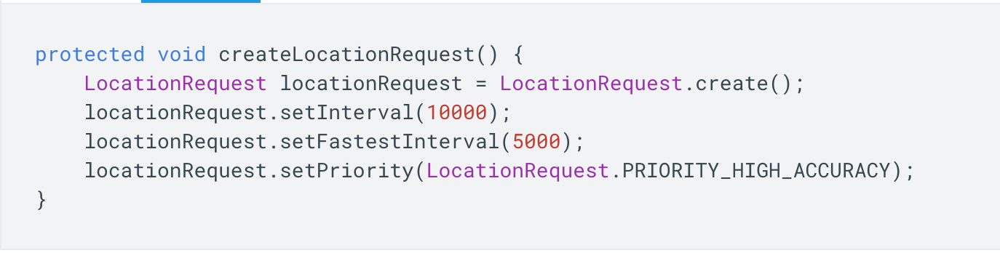 protected void createLocationRequest() {
    LocationRequest locationRequest = LocationRequest.create();
    locationRequest.setInterval(10000);
    locationRequest.setFastestInterval(5000);
    locationRequest.setPriority(LocationRequest.PRIORITY_HIGH_ACCURACY);
}